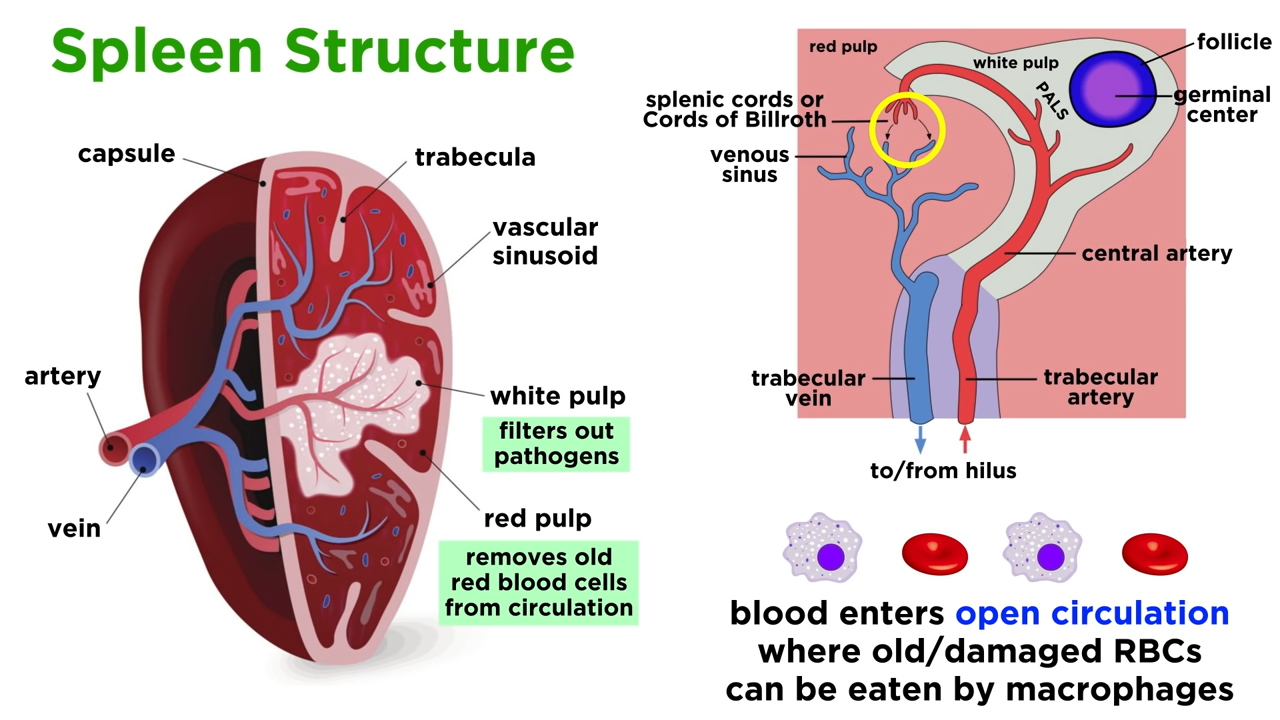 Spleen Structure
capsule
trabecula
vascular
sinusoid
artery
white pulp
filters out
pathogens
vein
red pulp
removes old
red blood cells
from circulation
red pulp
white pulp
PALS
follicle
germinal
center
splenic cords or
Cords of Billroth
venous
sinus
central artery
trabecular
vein
trabecular
artery
to/from hilus
blood enters open circulation
where old/damaged RBCs
can be eaten by macrophages